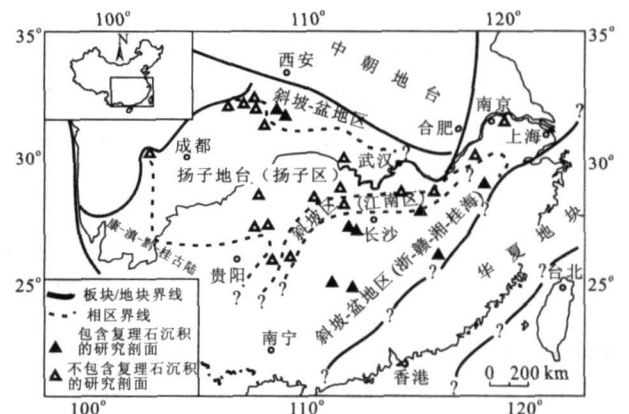 100° 110° 120°
35° 35°
N
西安
中朝地台
斜坡-盆地区
合肥
南京
上海
成都
武汉
30° 30°
扬子地台（扬子区）
斜坡区（江南区）
康-滇-黔-桂古陆
长沙
贵阳
斜坡-盆地区（浙-赣-湘-桂海）
华夏地块
台北
25° 25°
板块/地块界线
相区界线
包含复理石沉积
的研究剖面
不包含复理石沉积
的研究剖面
南宁
香港
0 200 km
100° 110° 120°
? ? ? ? ? ? ? ? ? ?